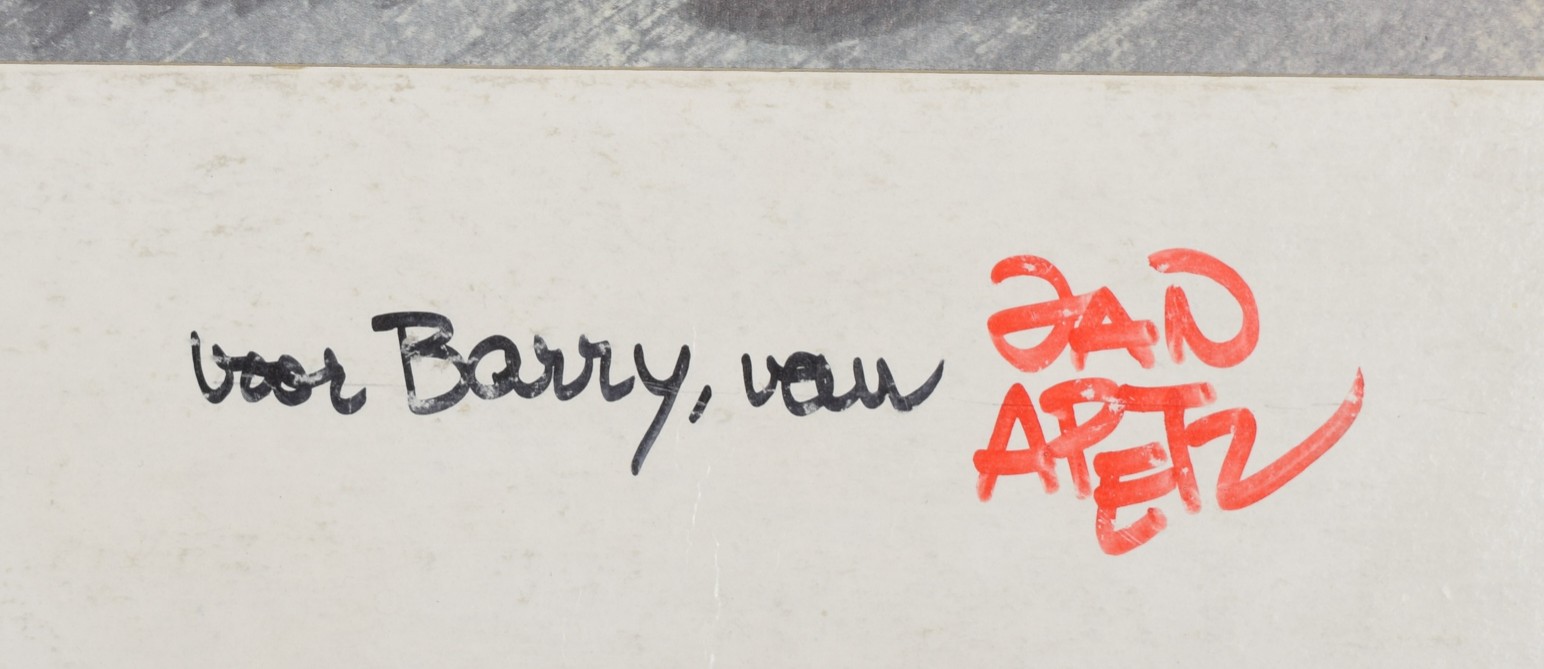 voor Barry, van JAN
APETZ